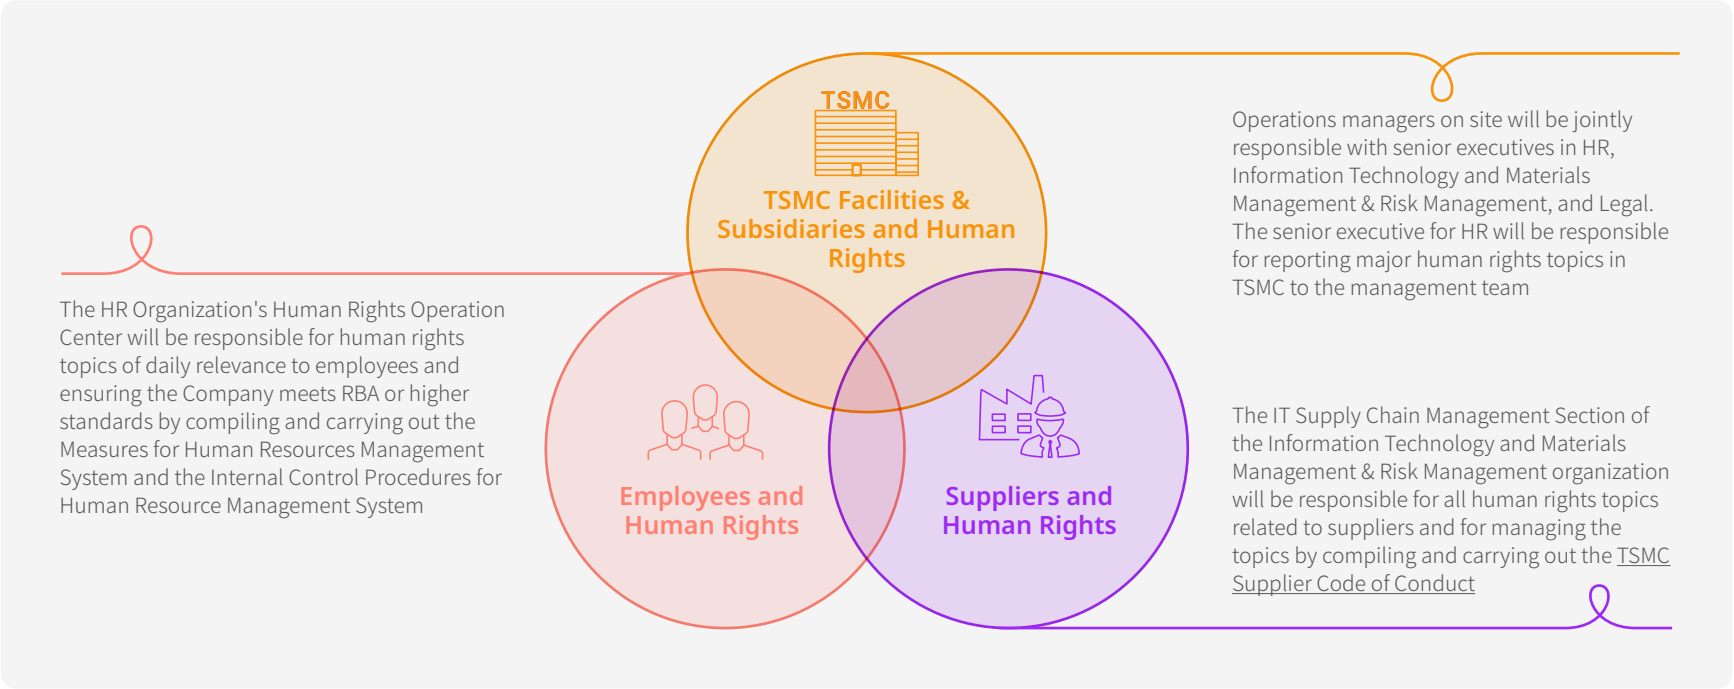 TSMC
TSMC Facilities &
Subsidiaries and Human
Rights
Operations managers on site will be jointly
responsible with senior executives in HR,
Information Technology and Materials
Management & Risk Management, and Legal.
The senior executive for HR will be responsible
for reporting major human rights topics in
TSMC to the management team
The HR Organization's Human Rights Operation
Center will be responsible for human rights
topics of daily relevance to employees and
ensuring the Company meets RBA or higher
standards by compiling and carrying out the
Measures for Human Resources Management
System and the Internal Control Procedures for
Human Resource Management System
Employees and
Human Rights
Suppliers and
Human Rights
The IT Supply Chain Management Section of
the Information Technology and Materials
Management & Risk Management organization
will be responsible for all human rights topics
related to suppliers and for managing the
topics by compiling and carrying out the TSMC
Supplier Code of Conduct